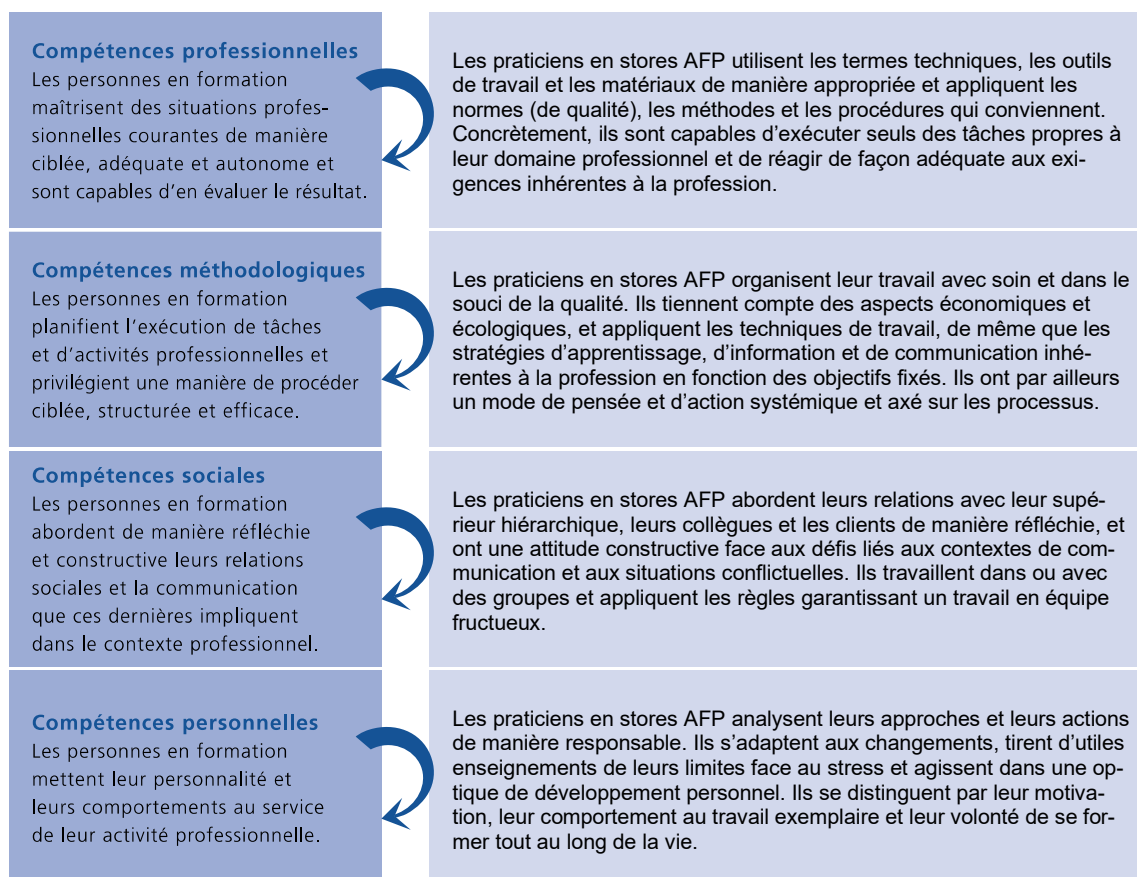 Compétences professionnelles
Les personnes en formation
maîtrisent des situations profes-
sionnelles courantes de manière
ciblée, adéquate et autonome et
sont capables d'en évaluer le résultat.
Les praticiens en stores AFP utilisent les termes techniques, les outils
de travail et les matériaux de manière appropriée et appliquent les
normes (de qualité), les méthodes et les procédures qui conviennent.
Concrètement, ils sont capables d'exécuter seuls des tâches propres à
leur domaine professionnel et de réagir de façon adéquate aux exi-
gences inhérentes à la profession.
Compétences méthodologiques
Les personnes en formation
planifient l'exécution de tâches
et d'activités professionnelles et
privilégient une manière de procéder
ciblée, structurée et efficace.
Les praticiens en stores AFP organisent leur travail avec soin et dans le
souci de la qualité. Ils tiennent compte des aspects économiques et
écologiques, et appliquent les techniques de travail, de même que les
stratégies d'apprentissage, d'information et de communication inhé-
rentes à la profession en fonction des objectifs fixés. Ils ont par ailleurs
un mode de pensée et d'action systémique et axé sur les processus.
Compétences sociales
Les personnes en formation
abordent de manière réfléchie
et constructive leurs relations
sociales et la communication
que ces dernières impliquent
dans le contexte professionnel.
Les praticiens en stores AFP abordent leurs relations avec leur supé-
rieur hiérarchique, leurs collègues et les clients de manière réfléchie, et
ont une attitude constructive face aux défis liés aux contextes de com-
munication et aux situations conflictuelles. Ils travaillent dans ou avec
des groupes et appliquent les règles garantissant un travail en équipe
fructueux.
Compétences personnelles
Les personnes en formation
mettent leur personnalité et
leurs comportements au service
de leur activité professionnelle.
Les praticiens en stores AFP analysent leurs approches et leurs actions
de manière responsable. Ils s'adaptent aux changements, tirent d'utiles
enseignements de leurs limites face au stress et agissent dans une op-
tique de développement personnel. Ils se distinguent par leur motiva-
tion, leur comportement au travail exemplaire et leur volonté de se for-
mer tout au long de la vie.